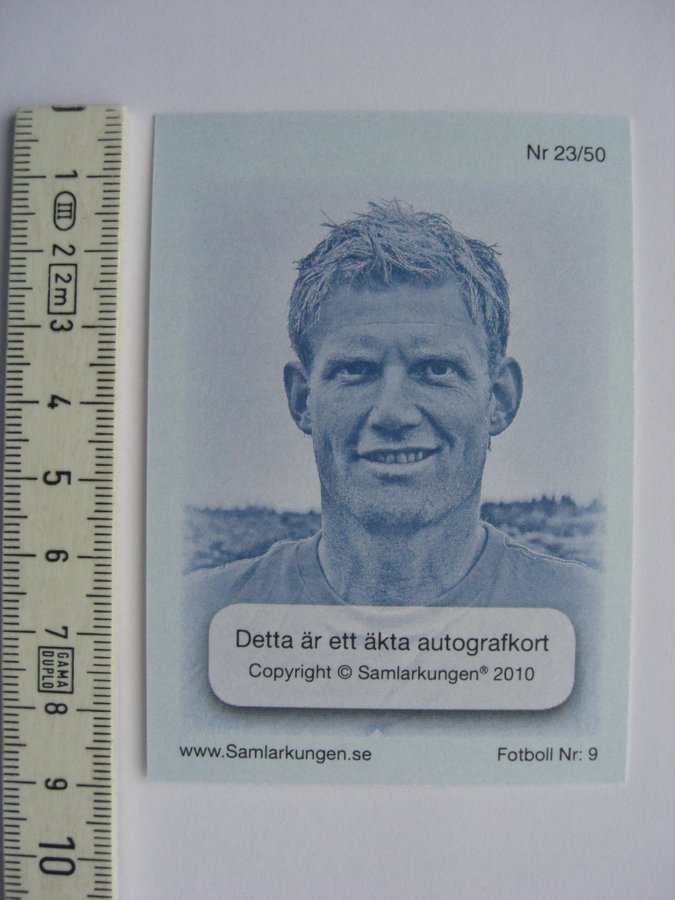 Nr 23/50
Detta är ett äkta autografkort
Copyright © Samlarkungen® 2010
www.Samlarkungen.se
Fotboll Nr: 9
1
III
2
2m
3
4
5
6
7
GAMA
DUPLO
8
9
10